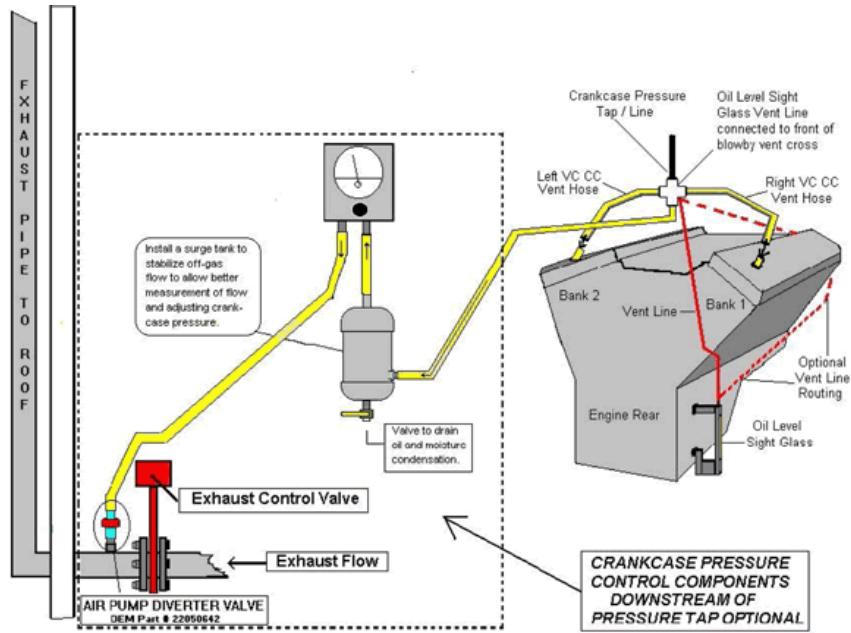 EXHAUST PIPE TO ROOF
Install a surge tank to
stabilize off-gas
flow to allow better
measurement of flow
and adjusting crank-
case pressure.
Valve to drain
oil and moisture
condensation.
Exhaust Control Valve
Exhaust Flow
AIR PUMP DIVERTER VALVE
OEM Part # 22050642
Crankcase Pressure
Tap / Line
Oil Level Sight
Glass Vent Line
connected to front of
blowby vent cross
Left VC CC
Vent Hose
Right VC CC
Vent Hose
Bank 2
Bank 1
Vent Line
Optional
Vent Line
Routing
Engine Rear
Oil Level
Sight Glass
CRANKCASE PRESSURE
CONTROL COMPONENTS
DOWNSTREAM OF
PRESSURE TAP OPTIONAL